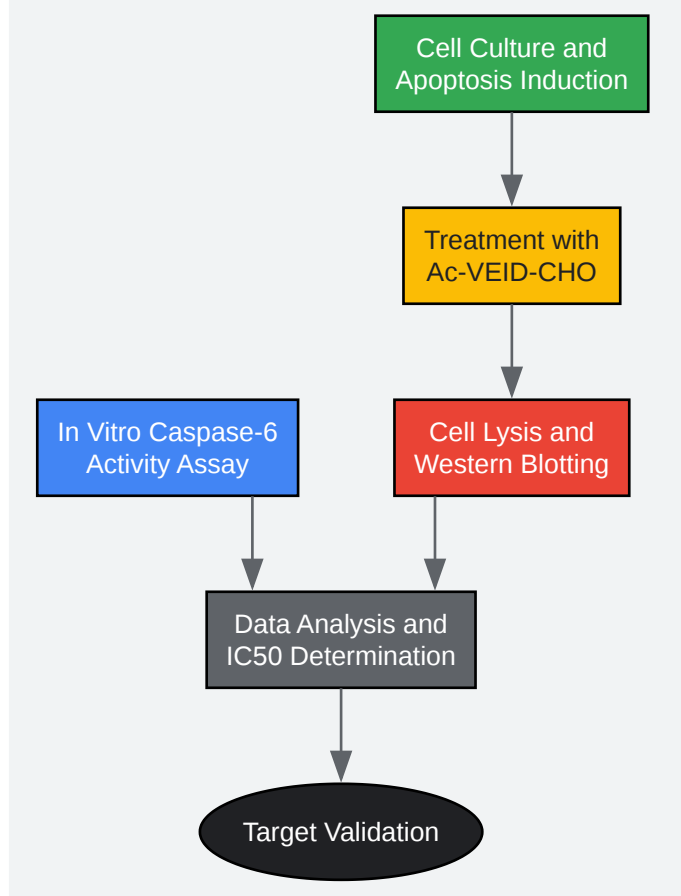 Cell Culture and
Apoptosis Induction
Treatment with
Ac-VEID-CHO
In Vitro Caspase-6
Activity Assay
Cell Lysis and
Western Blotting
Data Analysis and
IC50 Determination
Target Validation